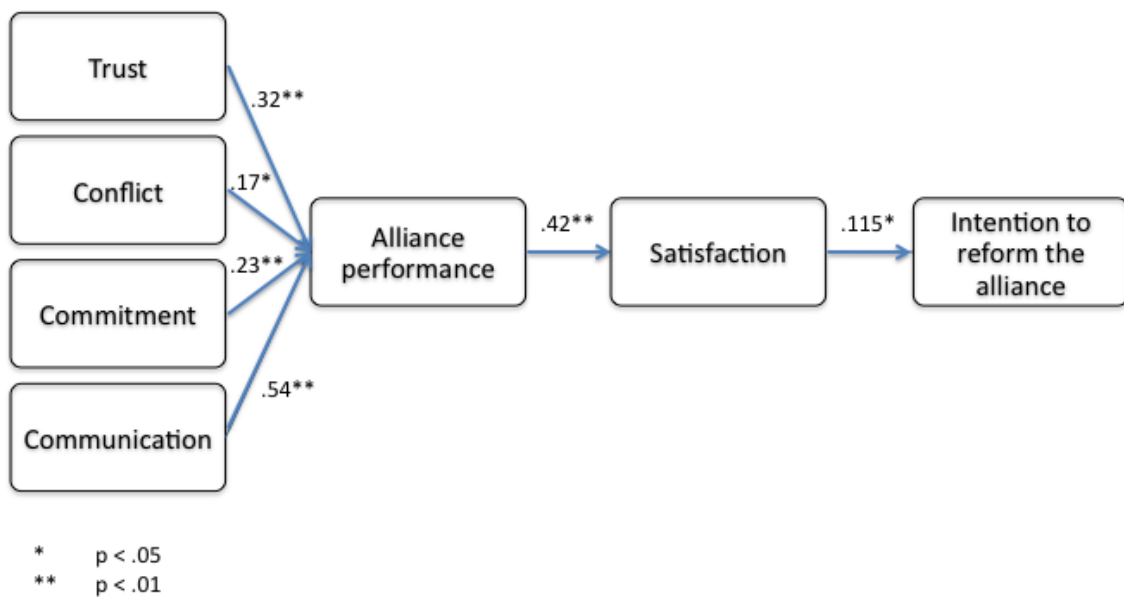 Trust
.32**
Conflict
.17*
Commitment
.23**
Communication
.54**
Alliance
performance
.42**
Satisfaction
.115*
Intention to
reform the
alliance
* p < .05
** p < .01